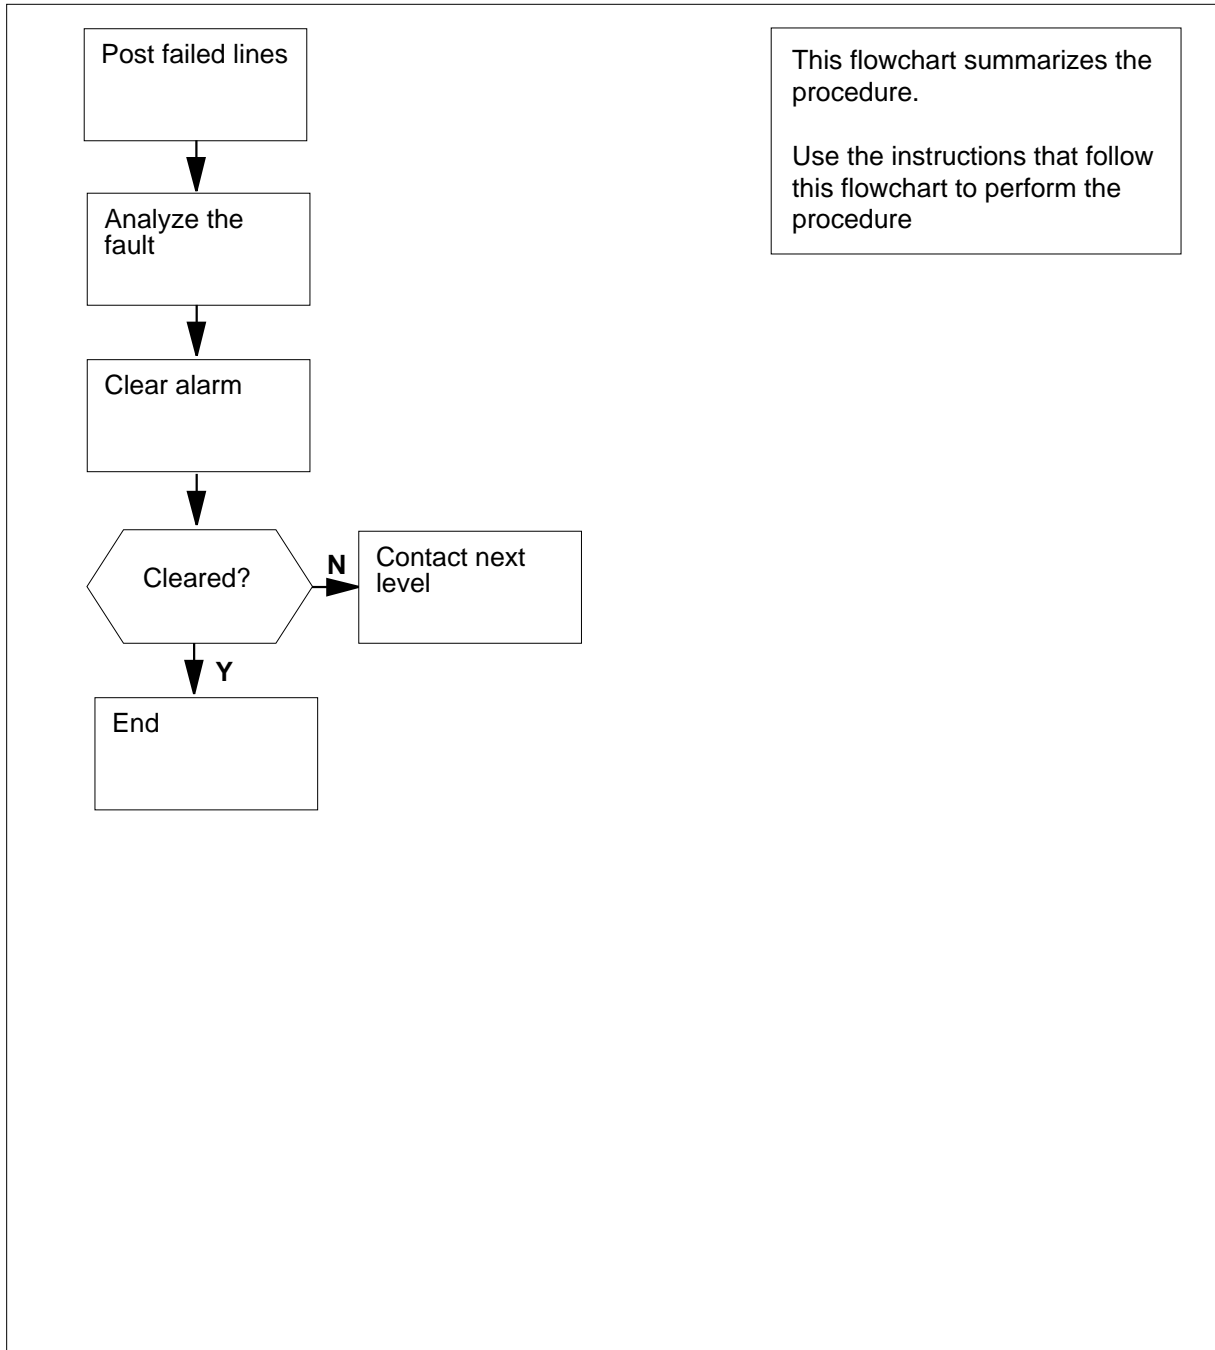 Post failed lines
This flowchart summarizes the
procedure.
Use the instructions that follow
this flowchart to perform the
procedure
Analyze the
fault
Clear alarm
Cleared?
N
Contact next
level
Y
End